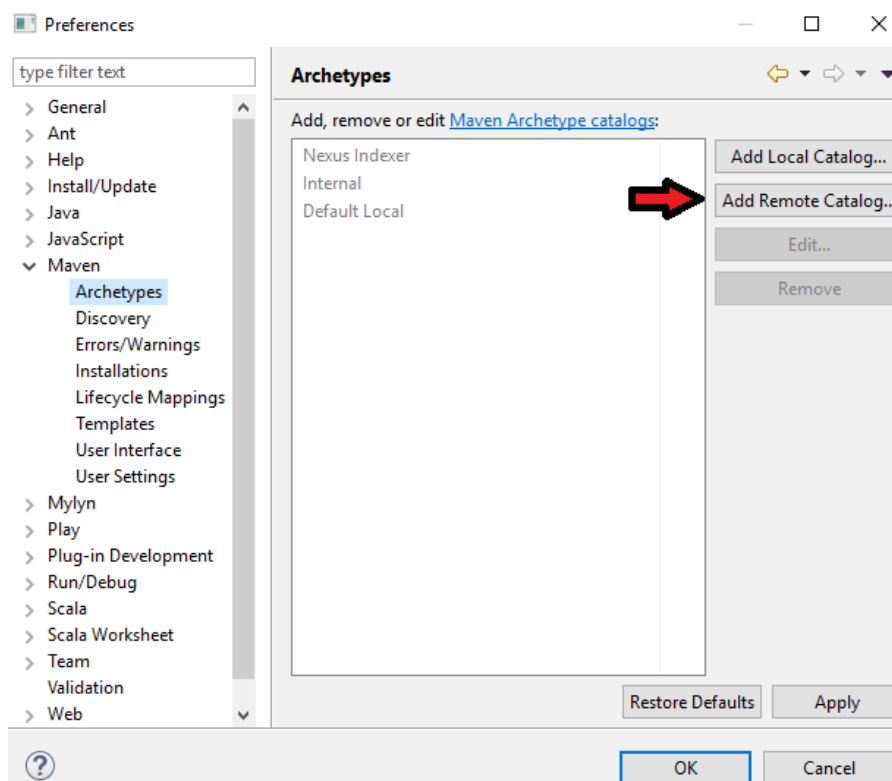 Preferences
type filter text
General
Ant
Help
Install/Update
Java
JavaScript
Maven
Archetypes
Discovery
Errors/Warnings
Installations
Lifecycle Mappings
Templates
User Interface
User Settings
Mylyn
Play
Plug-in Development
Run/Debug
Scala
Scala Worksheet
Team
Validation
Web
Archetypes
Add, remove or edit Maven Archetype catalogs:
Nexus Indexer
Internal
Default Local
Add Local Catalog...
Add Remote Catalog..
Edit...
Remove
Restore Defaults
Apply
?
OK
Cancel